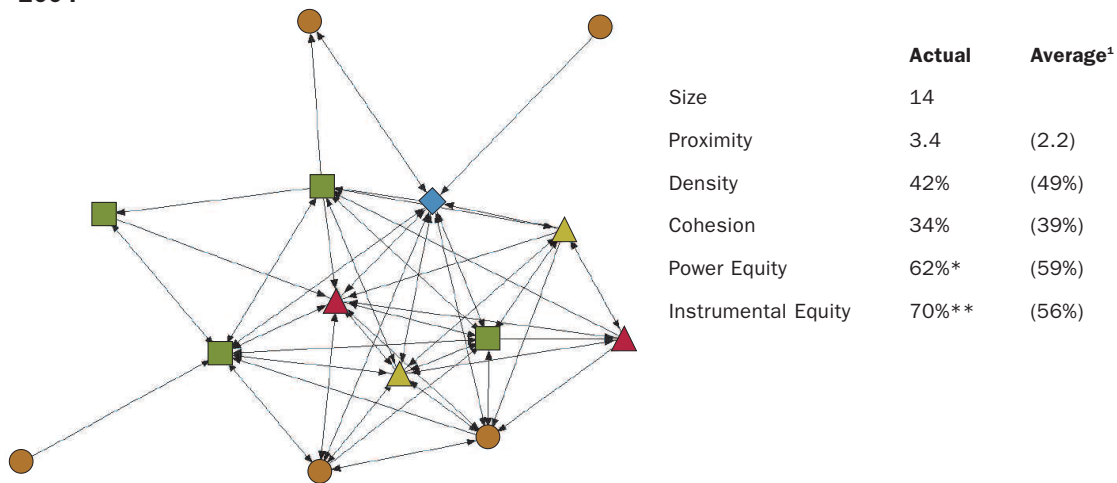 Actual Average¹
Size 14
Proximity 3.4 (2.2)
Density 42% (49%)
Cohesion 34% (39%)
Power Equity 62%* (59%)
Instrumental Equity 70%** (56%)